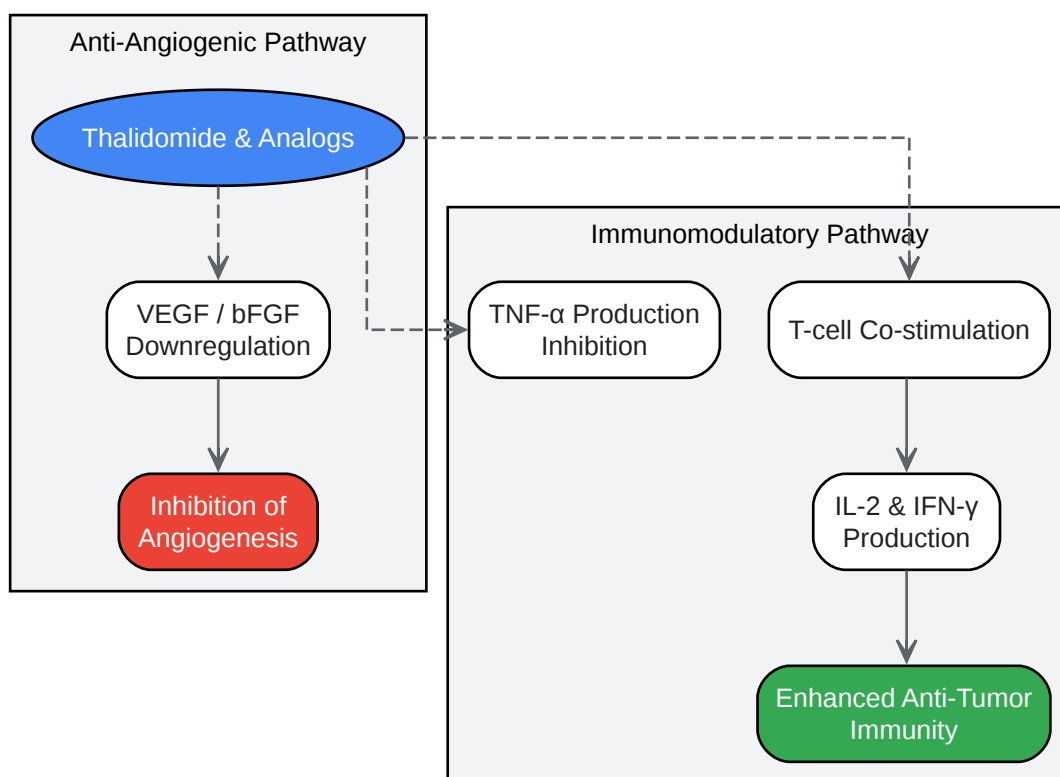 Anti-Angiogenic Pathway
Thalidomide & Analogs
VEGF / bFGF
Downregulation
Inhibition of
Angiogenesis
Immunomodulatory Pathway
TNF-α Production
Inhibition
T-cell Co-stimulation
IL-2 & IFN-γ
Production
Enhanced Anti-Tumor
Immunity